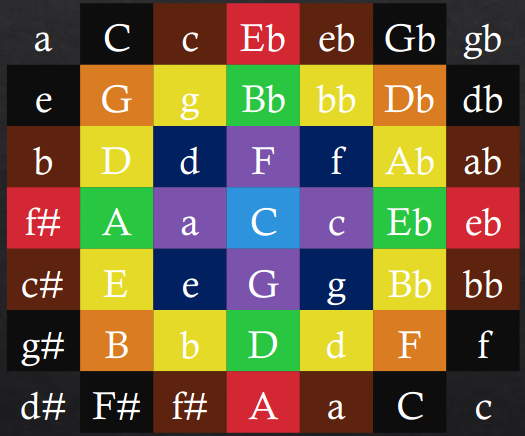 a C c Eb eb Gb gb
e G g Bb bb Db db
b D d F f Ab ab
f# A a C c Eb eb
c# E e G g Bb bb
g# B b D d F f
d# F# f# A a C c